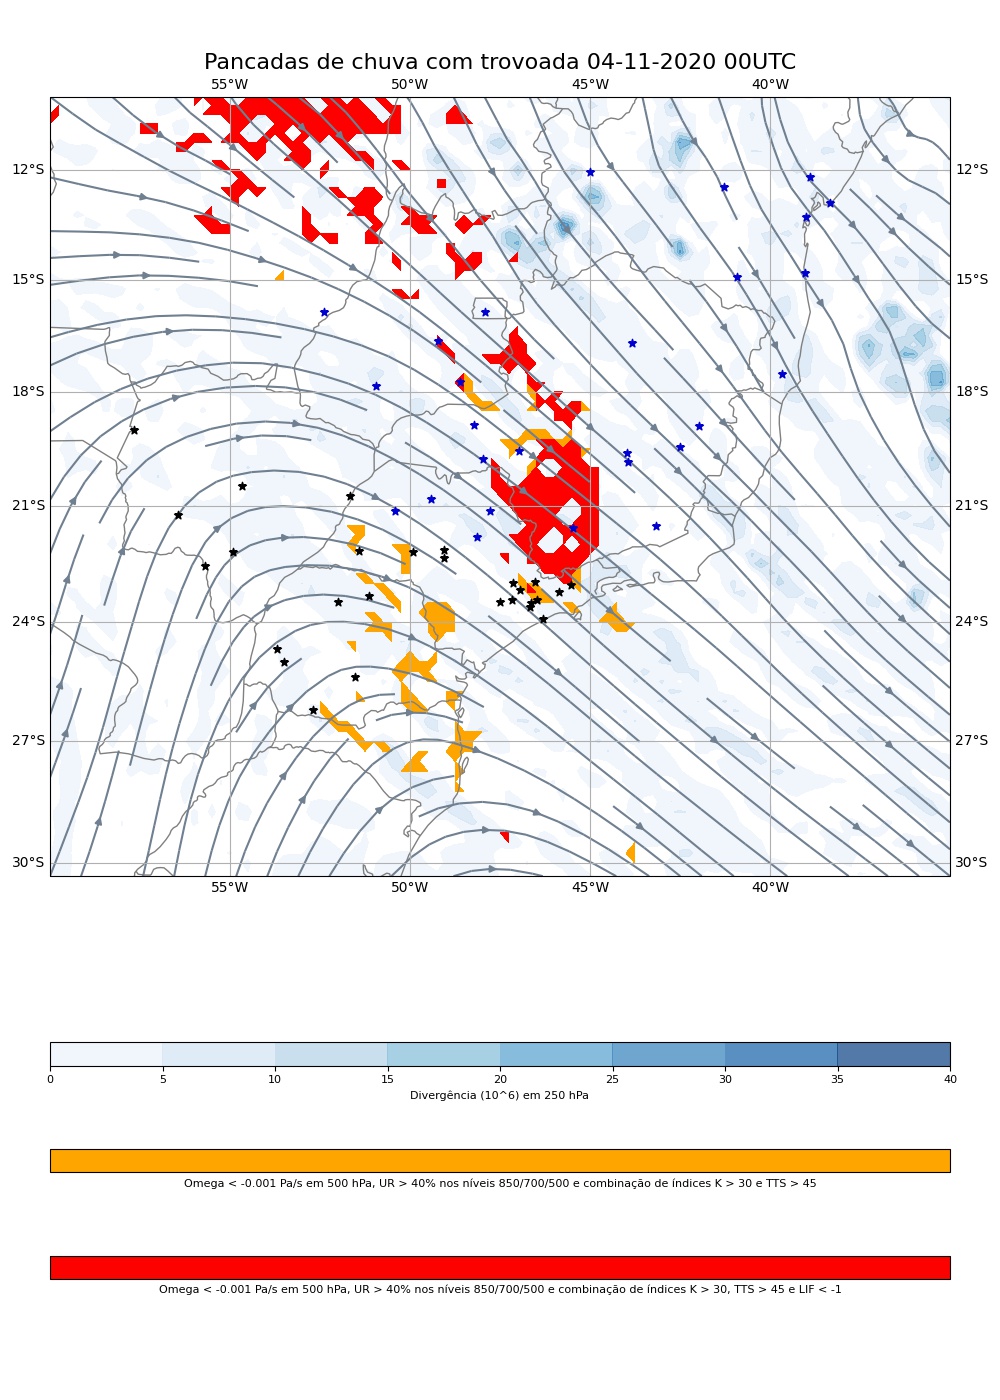 Pancadas de chuva com trovoada 04-11-2020 00UTC
55°W 50°W 45°W 40°W
12°S 12°S
15°S 15°S
18°S 18°S
21°S 21°S
24°S 24°S
27°S 27°S
30°S 30°S
55°W 50°W 45°W 40°W
0 5 10 15 20 25 30 35 40
Divergência (10^6) em 250 hPa
Omega < -0.001 Pa/s em 500 hPa, UR > 40% nos níveis 850/700/500 e combinação de índices K > 30 e TTS > 45
Omega < -0.001 Pa/s em 500 hPa, UR > 40% nos níveis 850/700/500 e combinação de índices K > 30, TTS > 45 e LIF < -1